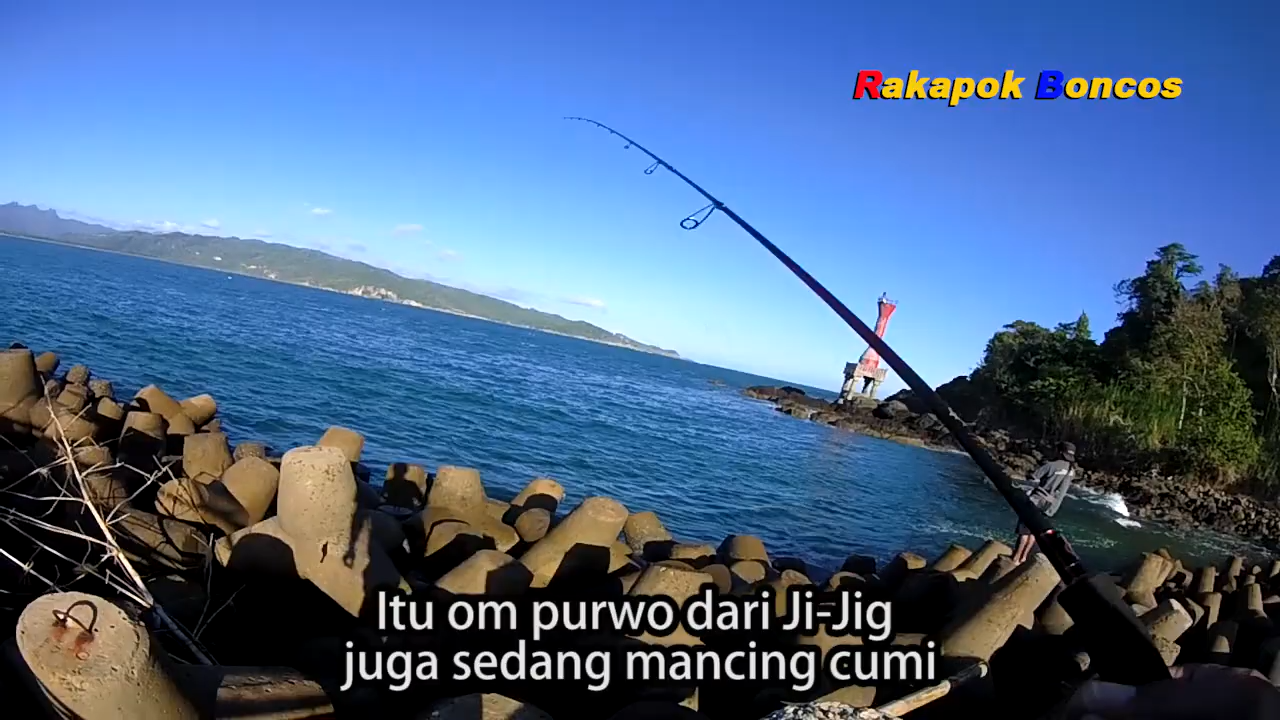 Rakapok Boncos
Itu om purwo dari Ji-Jig
juga sedang mancing cumi